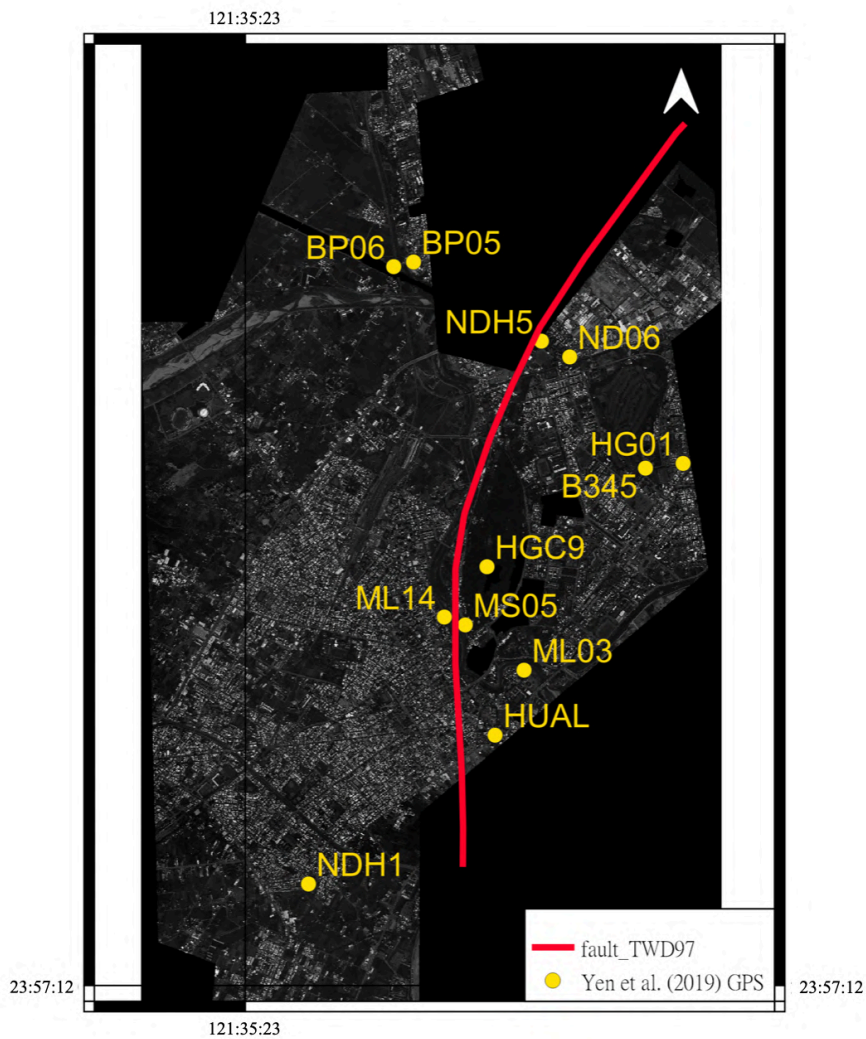 121:35:23
BP06
BP05
NDH5
ND06
HG01
B345
HGC9
ML14
MS05
ML03
HUAL
NDH1
fault_TWD97
Yen et al. (2019) GPS
23:57:12
23:57:12
121:35:23